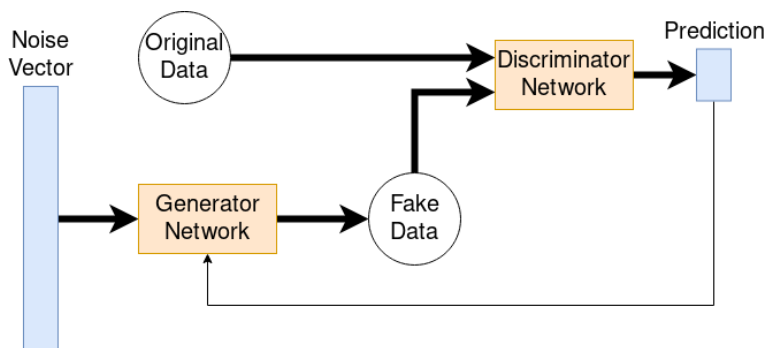 Noise
Vector
Original
Data
Discriminator
Network
Prediction
Generator
Network
Fake
Data